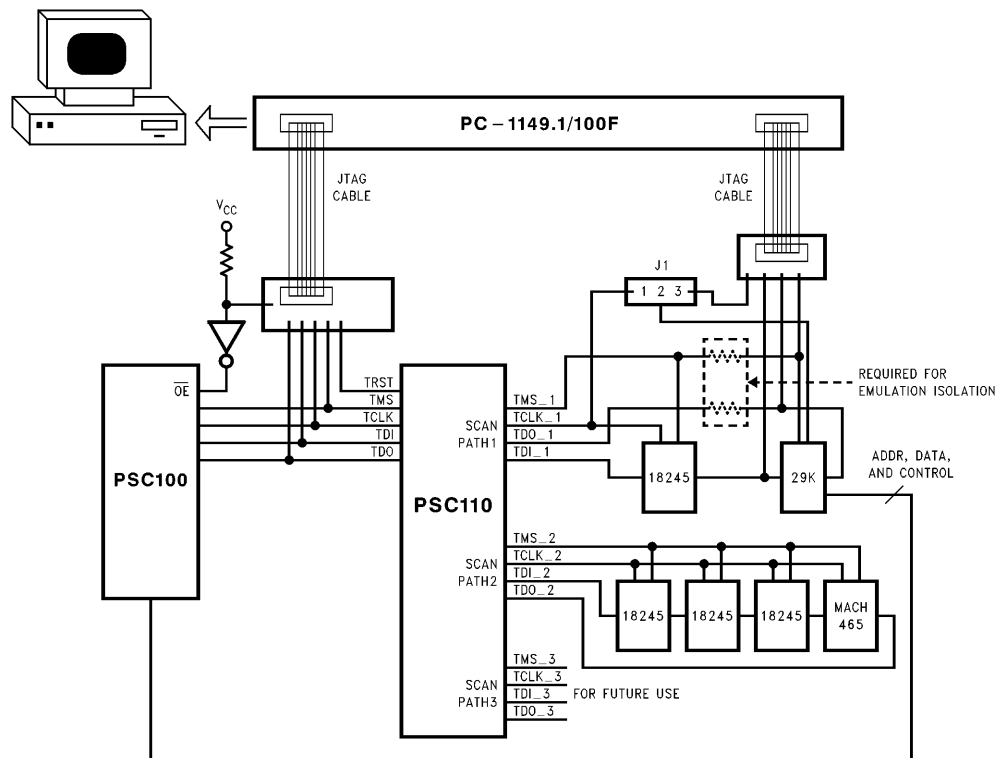 PC-1149.1/100F
JTAG
CABLE
JTAG
CABLE
VCC
J1
1 2 3
REQUIRED FOR
EMULATION ISOLATION
OE
TRST
TMS
TCLK
TDI
TDO
PSC100
PSC110
SCAN
PATH1
TMS_1
TCLK_1
TDO_1
TDI_1
18245
29K
ADDR, DATA,
AND CONTROL
SCAN
PATH2
TMS_2
TCLK_2
TDI_2
TDO_2
18245
18245
18245
MACH
465
SCAN
PATH3
TMS_3
TCLK_3
TDI_3
TDO_3
FOR FUTURE USE